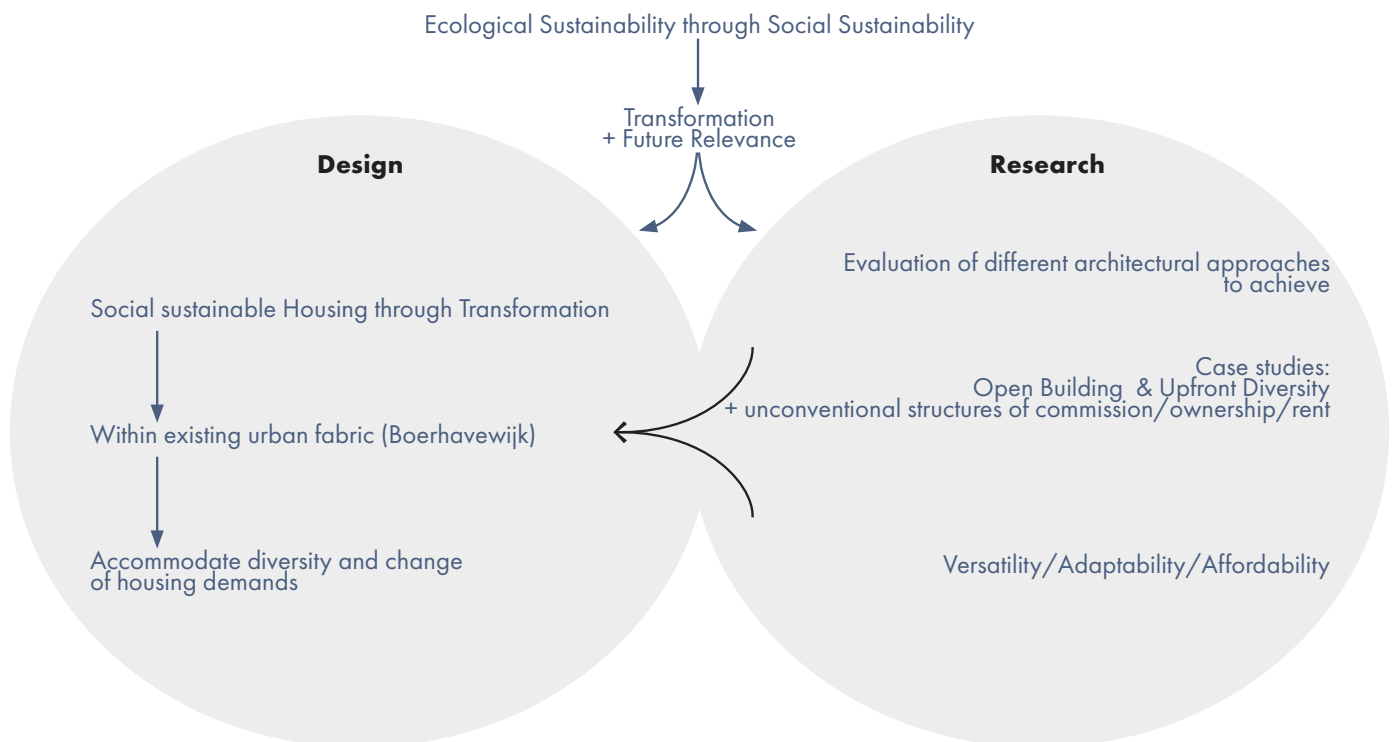 Ecological Sustainability through Social Sustainability
Transformation
+ Future Relevance
Design
Social sustainable Housing through Transformation
Within existing urban fabric (Boerhavewijk)
Accommodate diversity and change
of housing demands
Research
Evaluation of different architectural approaches
to achieve
Case studies:
Open Building & Upfront Diversity
+ unconventional structures of commission/ownership/rent
Versatility/Adaptability/Affordability